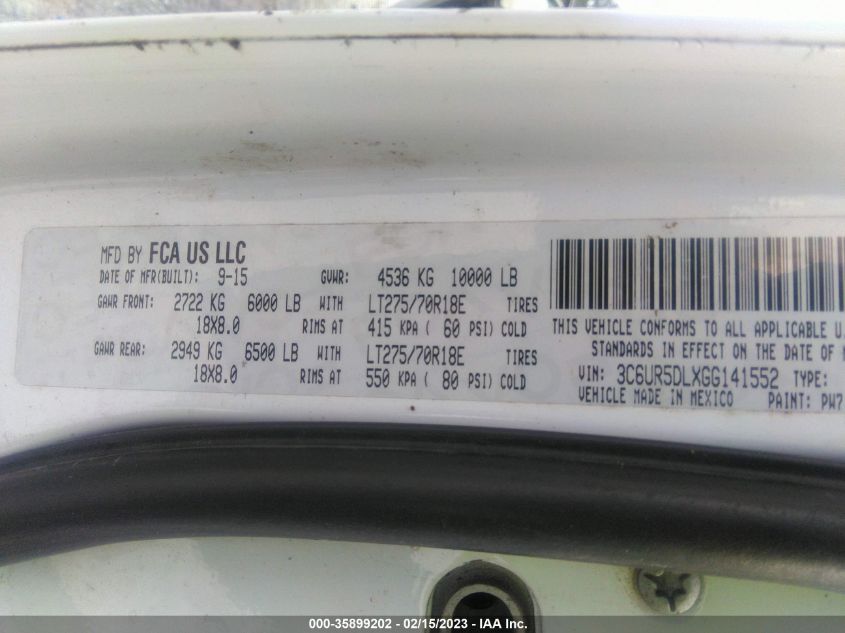 MFD BY FCA US LLC
DATE OF MFR(BUILT): 9-15 GVWR: 4536 KG 10000 LB
GAWR FRONT: 2722 KG 6000 LB WITH LT275/70R18E TIRES
18X8.0 RIMS AT 415 KPA ( 60 PSI) COLD
GAWR REAR: 2949 KG 6500 LB WITH LT275/70R18E TIRES
18X8.0 RIMS AT 550 KPA ( 80 PSI) COLD
THIS VEHICLE CONFORMS TO ALL APPLICABLE U.
STANDARDS IN EFFECT ON THE DATE OF
VIN: 3C6UR5DLXGG141552 TYPE:
VEHICLE MADE IN MEXICO PAINT: PW7
000-35899202 - 02/15/2023 - IAA Inc.